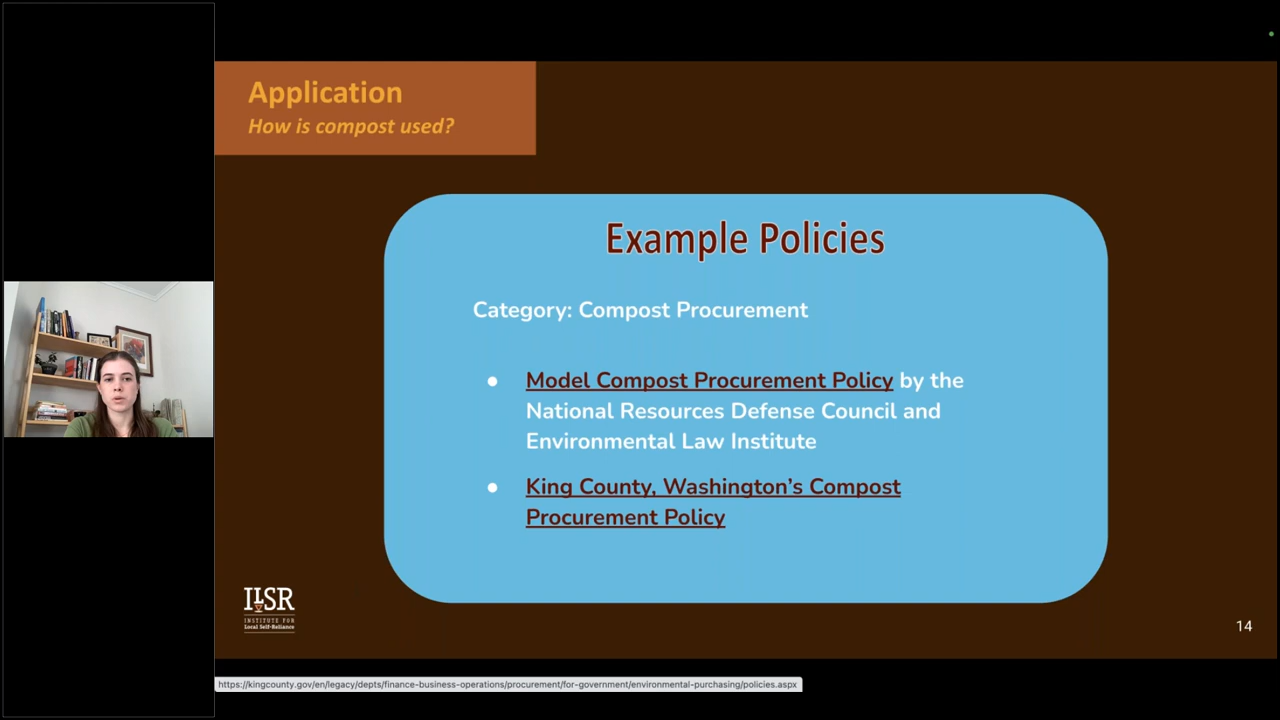 Application
How is compost used?
Example Policies
Category: Compost Procurement
● Model Compost Procurement Policy by the
National Resources Defense Council and
Environmental Law Institute
● King County, Washington’s Compost
Procurement Policy
ILSR
INSTITUTE FOR
Local Self-Reliance
14
https://kingcounty.gov/en/legacy/depts/finance-business-operations/procurement/for-government/environmental-purchasing/policies.aspx